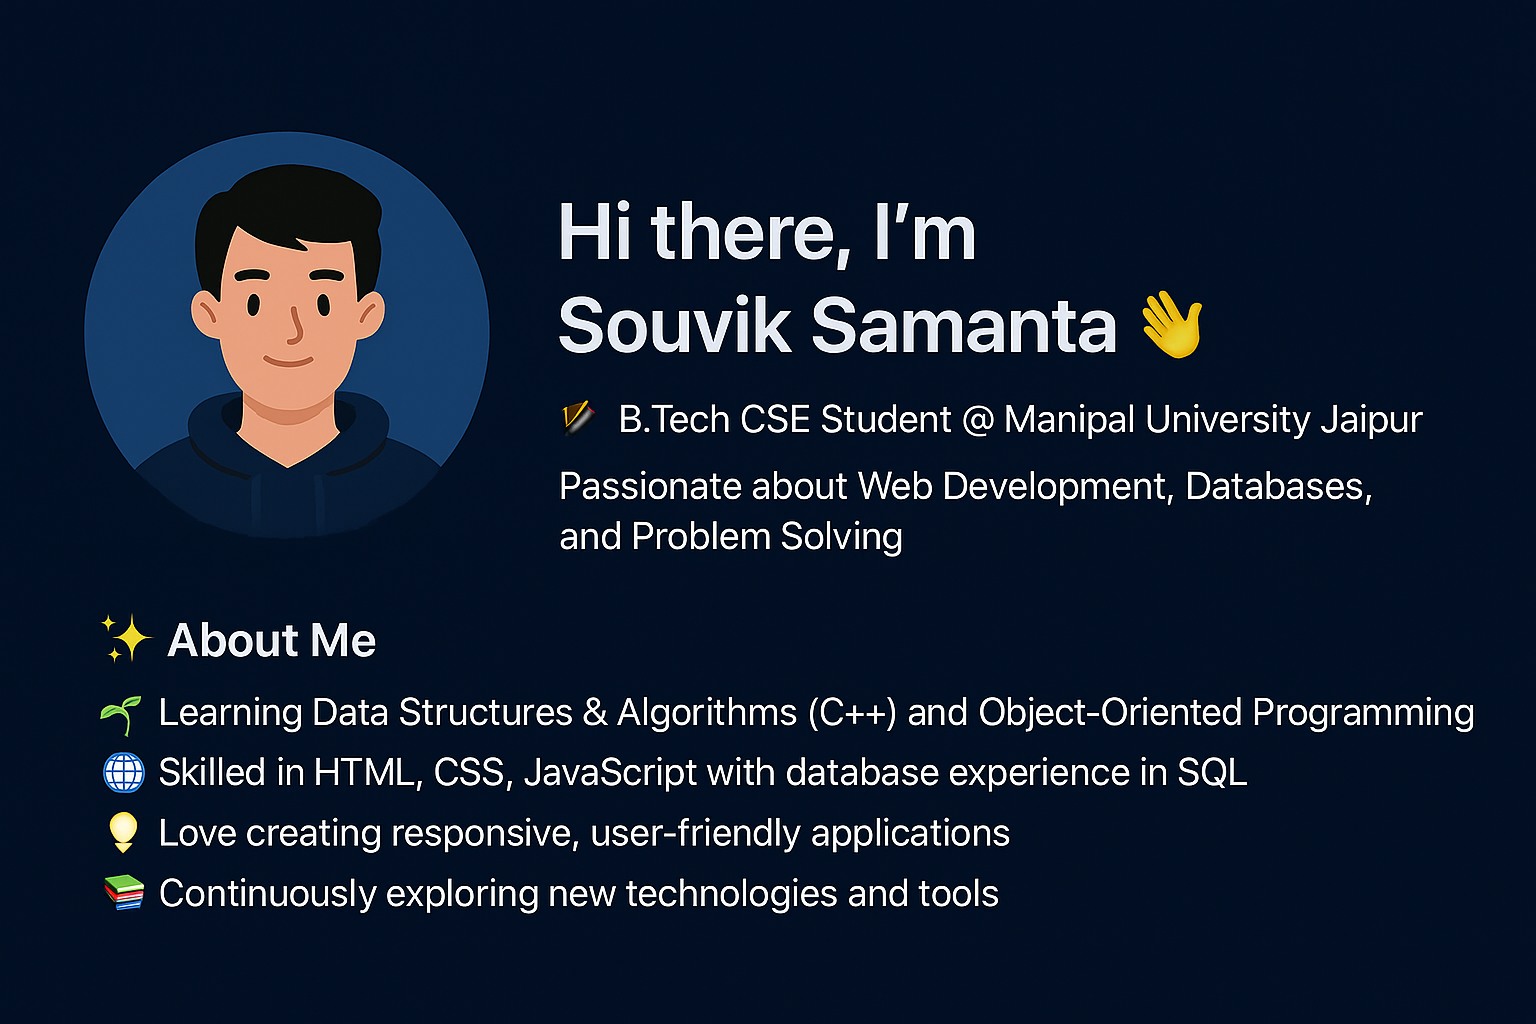 Hi there, I’m
Souvik Samanta 👋
B.Tech CSE Student @ Manipal University Jaipur
Passionate about Web Development, Databases,
and Problem Solving
✨ About Me
🌱 Learning Data Structures & Algorithms (C++) and Object-Oriented Programming
🌐 Skilled in HTML, CSS, JavaScript with database experience in SQL
💡 Love creating responsive, user-friendly applications
📚 Continuously exploring new technologies and tools